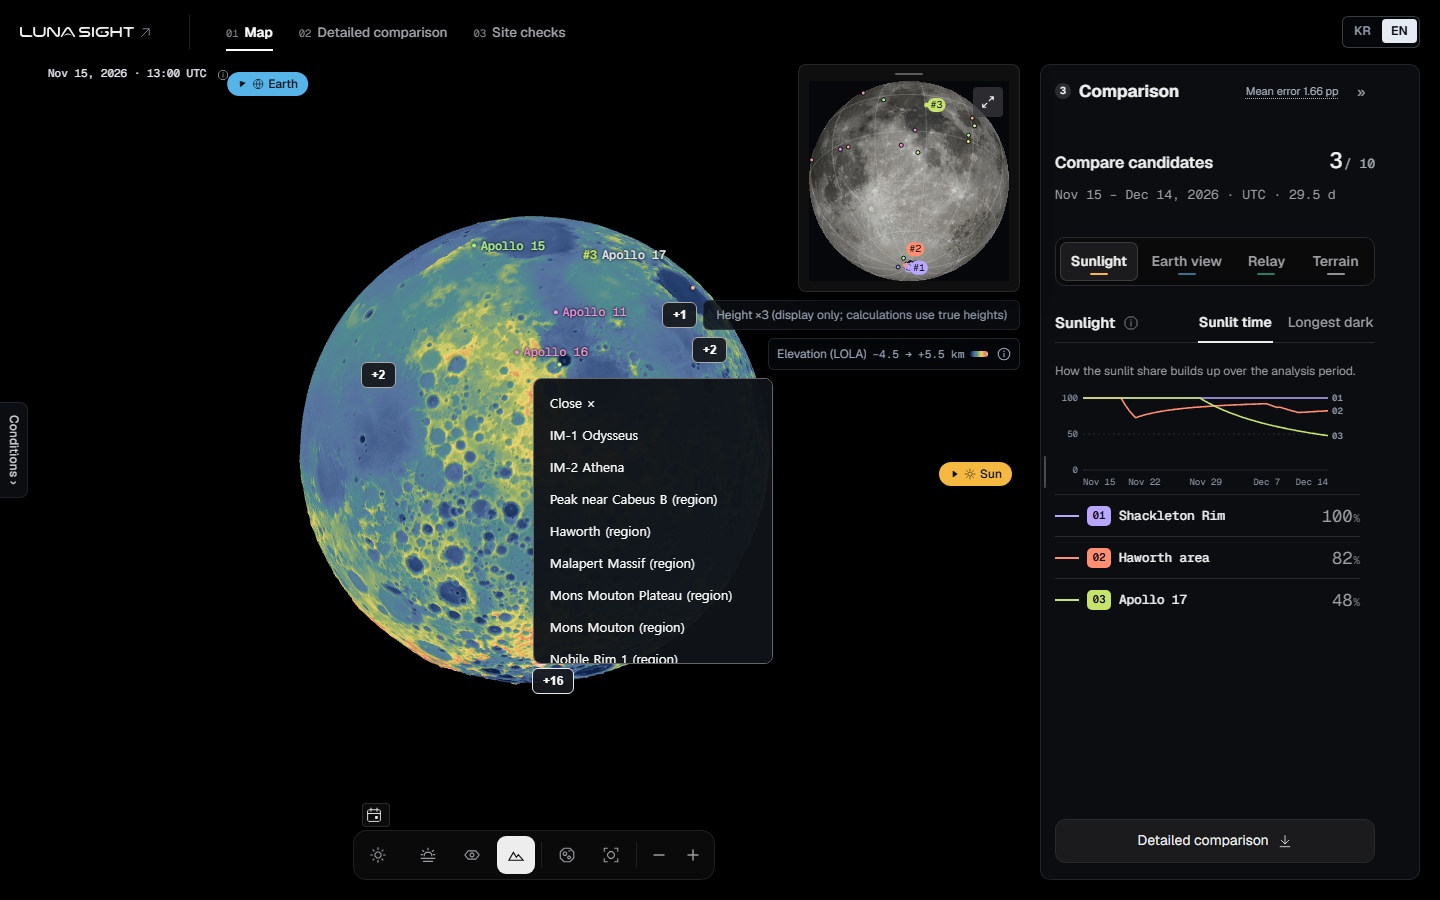 LUNA SIGHT
01 Map
02 Detailed comparison
03 Site checks
KR EN
Nov 15, 2026 · 13:00 UTC
Earth
#3
#2
#1
Apollo 15
#3 Apollo 17
Apollo 11
Apollo 16
+1
+2
+2
Height ×3 (display only; calculations use true heights)
Elevation (LOLA) −4.5 → +5.5 km
Conditions ›
Close ×
IM-1 Odysseus
IM-2 Athena
Peak near Cabeus B (region)
Haworth (region)
Malapert Massif (region)
Mons Mouton Plateau (region)
Mons Mouton (region)
Nobile Rim 1 (region)
+16
Sun
3 Comparison
Mean error 1.66 pp »
Compare candidates
3 / 10
Nov 15 – Dec 14, 2026 · UTC · 29.5 d
Sunlight
Earth view
Relay
Terrain
Sunlight
Sunlit time
Longest dark
How the sunlit share builds up over the analysis period.
100
50
0
01
02
03
Nov 15 Nov 22 Nov 29 Dec 7 Dec 14
01 Shackleton Rim 100%
02 Haworth area 82%
03 Apollo 17 48%
Detailed comparison